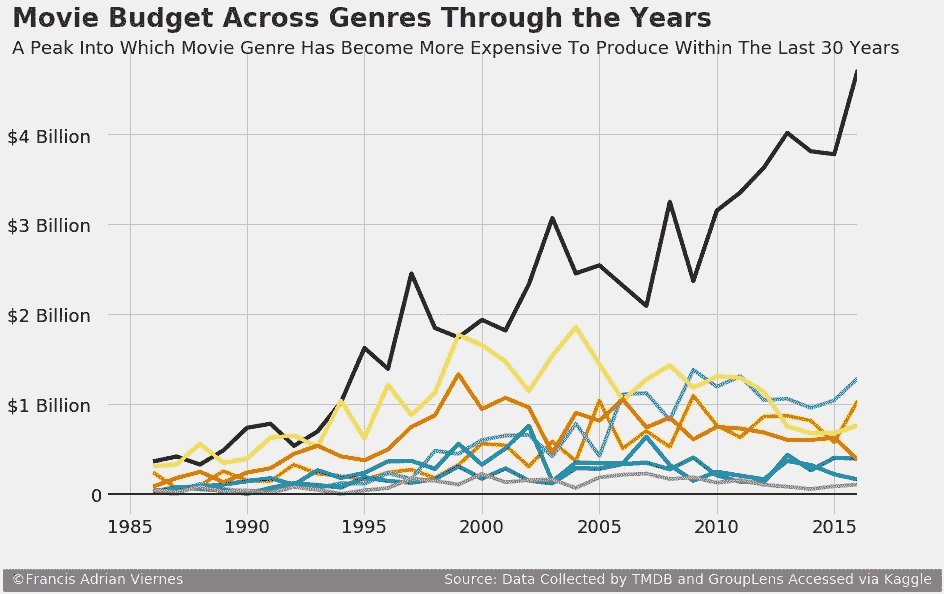 Movie Budget Across Genres Through the Years
A Peak Into Which Movie Genre Has Become More Expensive To Produce Within The Last 30 Years
$4 Billion
$3 Billion
$2 Billion
$1 Billion
0
1985 1990 1995 2000 2005 2010 2015
©Francis Adrian Viernes Source: Data Collected by TMDB and GroupLens Accessed via Kaggle